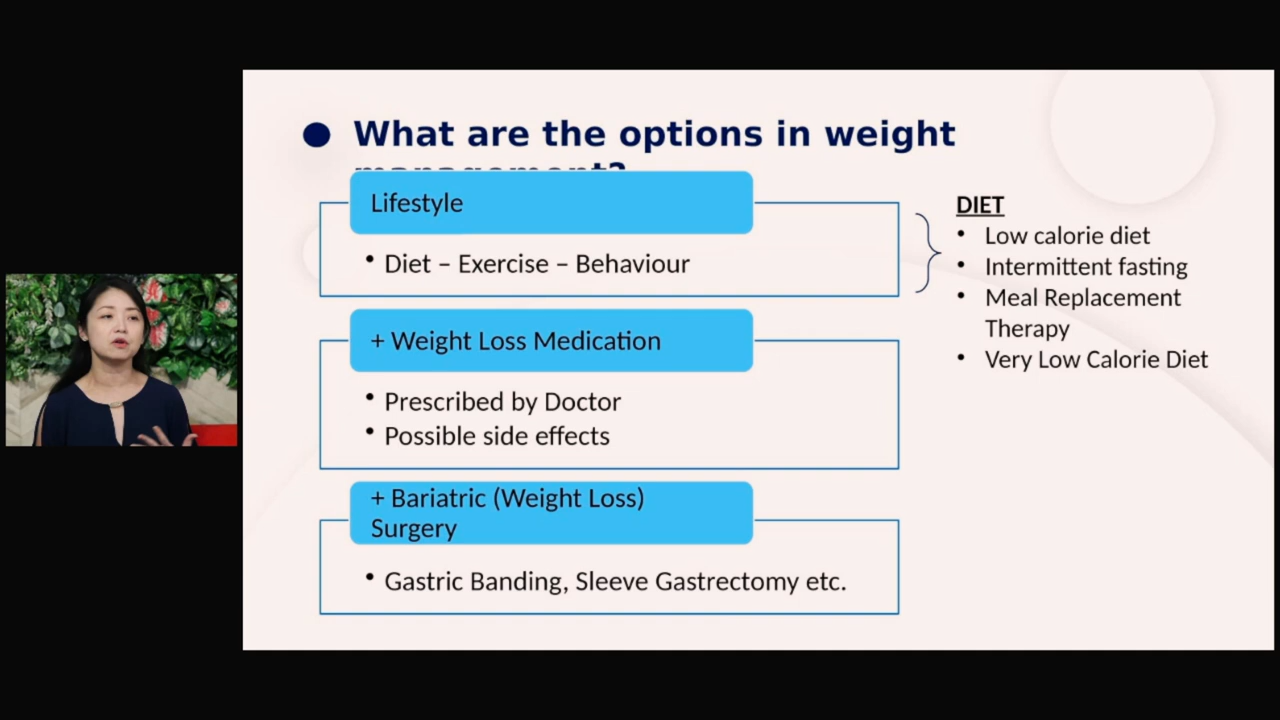 What are the options in weight
management?
Lifestyle
• Diet – Exercise – Behaviour
+ Weight Loss Medication
• Prescribed by Doctor
• Possible side effects
+ Bariatric (Weight Loss)
Surgery
• Gastric Banding, Sleeve Gastrectomy etc.
DIET
• Low calorie diet
• Intermittent fasting
• Meal Replacement
Therapy
• Very Low Calorie Diet